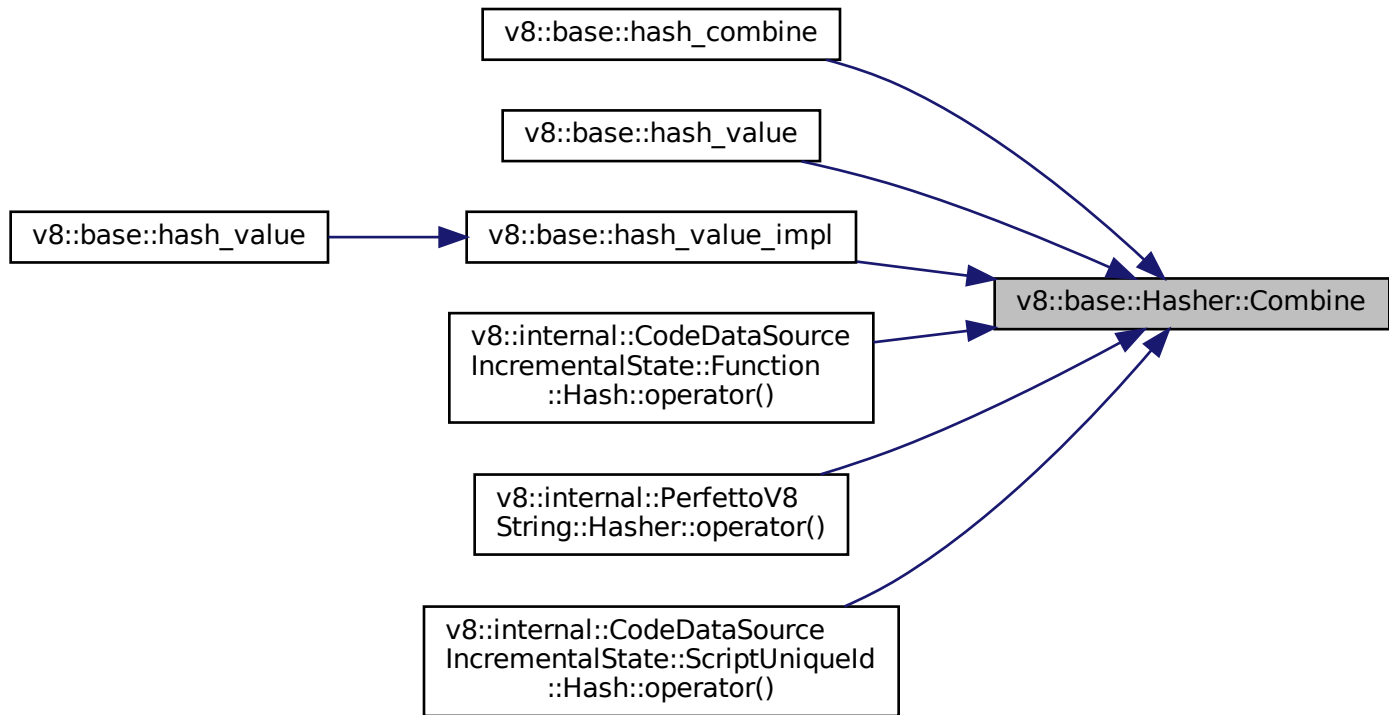 v8::base::hash_combine
v8::base::hash_value
v8::base::hash_value
v8::base::hash_value_impl
v8::base::Hasher::Combine
v8::internal::CodeDataSource
IncrementalState::Function
::Hash::operator()
v8::internal::PerfettoV8
String::Hasher::operator()
v8::internal::CodeDataSource
IncrementalState::ScriptUniqueId
::Hash::operator()